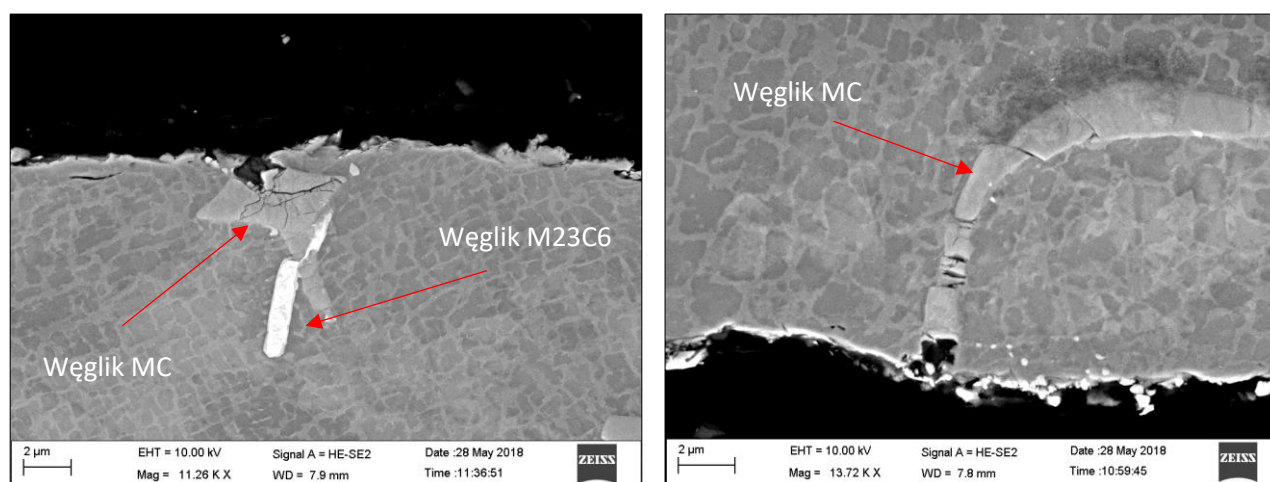 Węglik M23C6
Węglik MC
2 µm
EHT = 10.00 kV
Signal A = HE-SE2
Date :28 May 2018
Mag = 11.26 K X
WD = 7.9 mm
Time :11:36:51
ZEISS
Węglik MC
2 µm
EHT = 10.00 kV
Signal A = HE-SE2
Date :28 May 2018
Mag = 13.72 K X
WD = 7.8 mm
Time :10:59:45
ZEISS